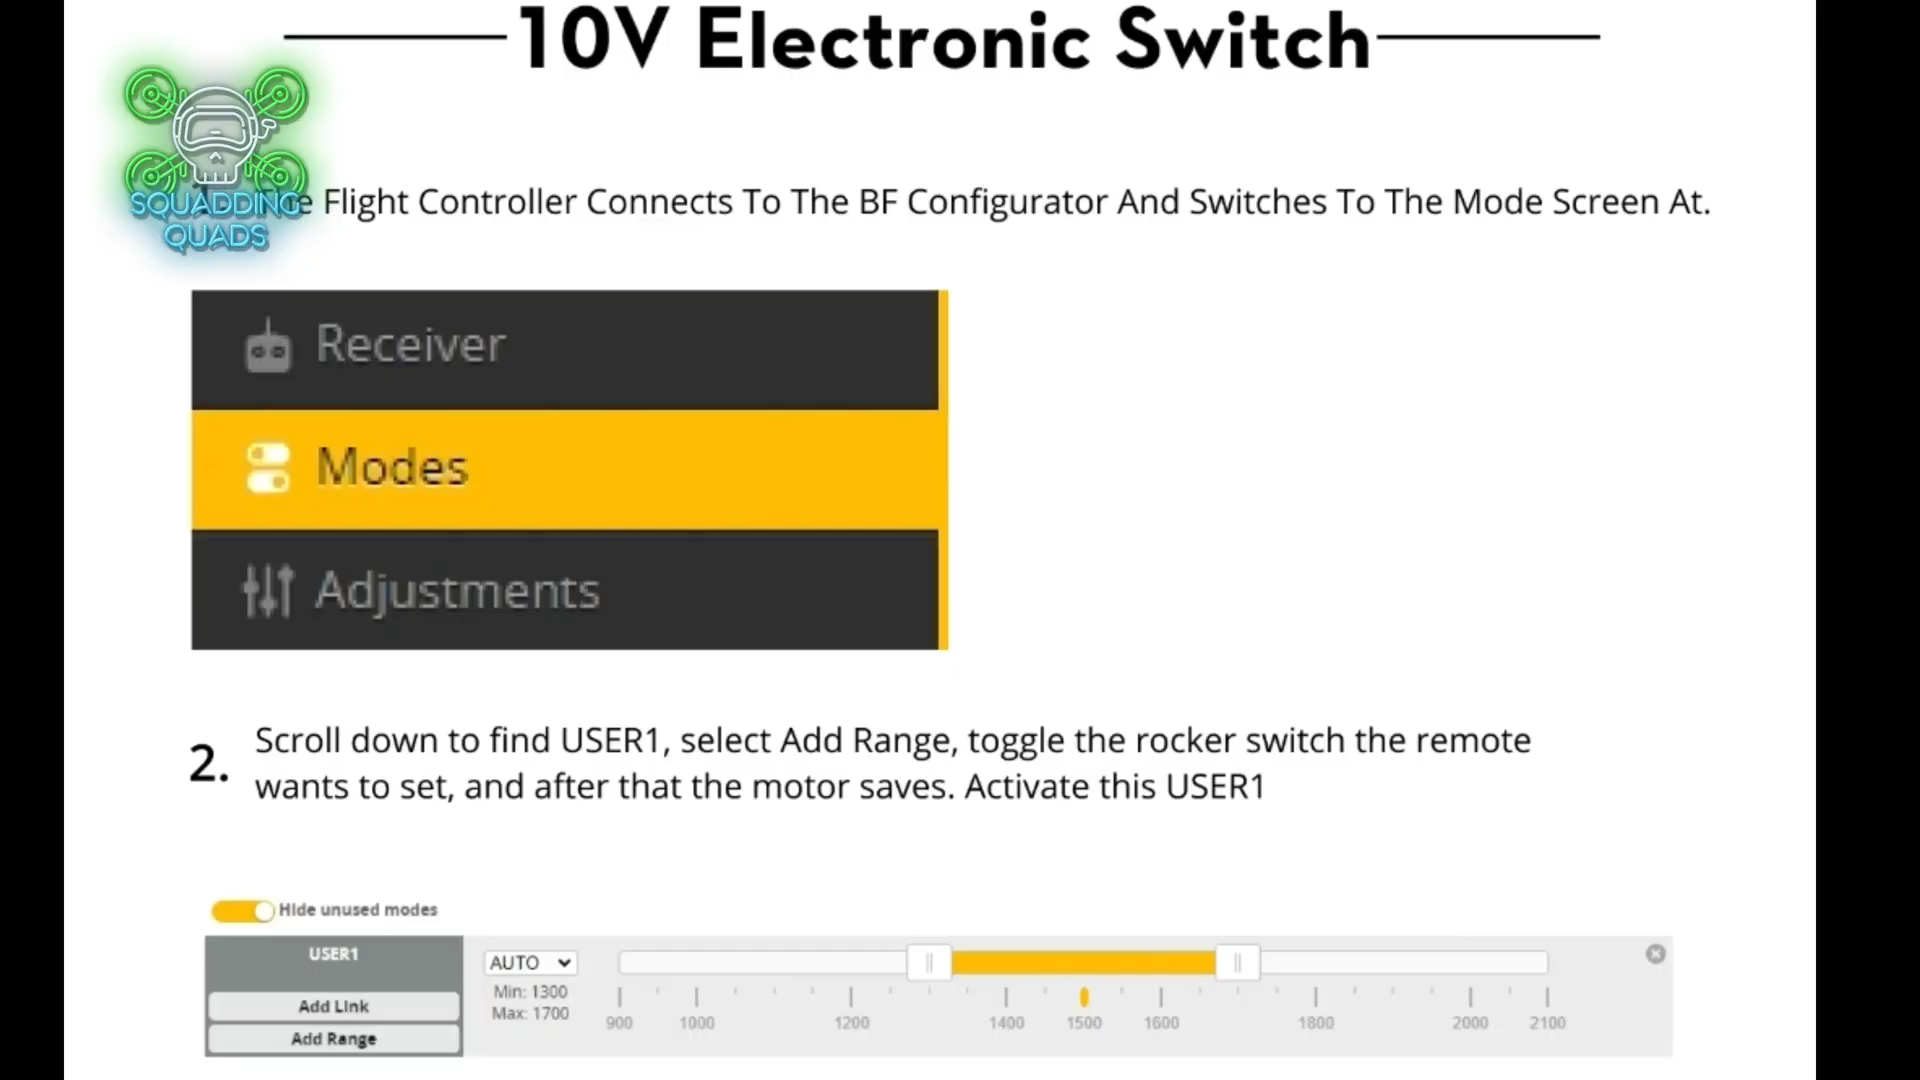 10V Electronic Switch
SQUADDING
QUADS
Flight Controller Connects To The BF Configurator And Switches To The Mode Screen At.
Receiver
Modes
Adjustments
2. Scroll down to find USER1, select Add Range, toggle the rocker switch the remote
wants to set, and after that the motor saves. Activate this USER1
Hide unused modes
USER1
AUTO
Add Link
Min: 1300
Max: 1700
Add Range
900 1000 1200 1400 1500 1600 1800 2000 2100